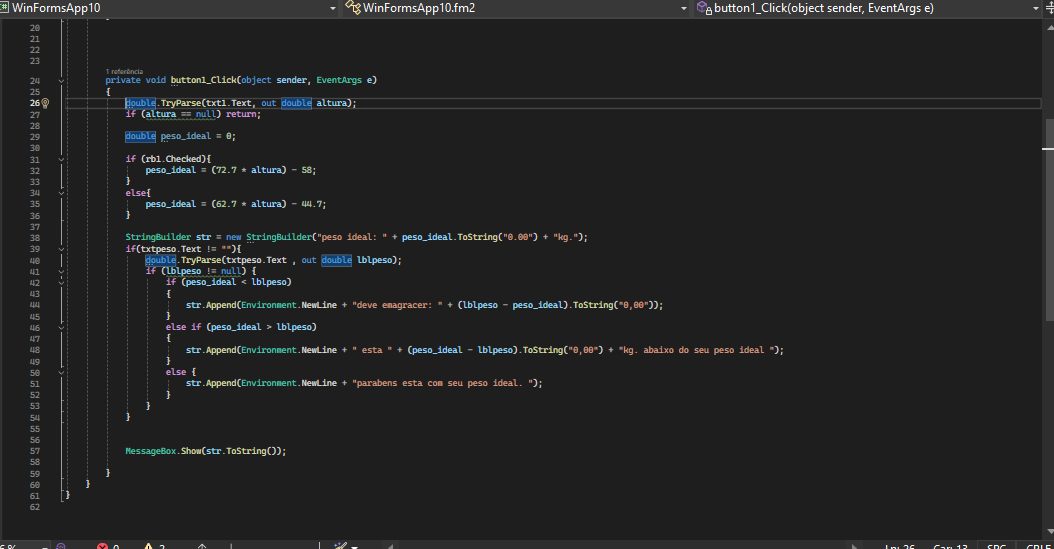 WinFormsApp10 WinFormsApp10.fm2 button1_Click(object sender, EventArgs e)
20
21
22
23
1 referência
24 private void button1_Click(object sender, EventArgs e)
25 {
26 double.TryParse(txt1.Text, out double altura);
27 if (altura == null) return;
28
29 double peso_ideal = 0;
30
31 if (rb1.Checked){
32 peso_ideal = (72.7 * altura) - 58;
33 }
34 else{
35 peso_ideal = (62.7 * altura) - 44.7;
36 }
37
38 StringBuilder str = new StringBuilder("peso ideal: " + peso_ideal.ToString("0.00") + "kg.");
39 if(txtpeso.Text != ""){
40 double.TryParse(txtpeso.Text , out double lblpeso);
41 if (lblpeso != null) {
42 if (peso_ideal < lblpeso)
43 {
44 str.Append(Environment.NewLine + "deve emagracer: " + (lblpeso - peso_ideal).ToString("0,00"));
45 }
46 else if (peso_ideal > lblpeso)
47 {
48 str.Append(Environment.NewLine + " esta " + (peso_ideal - lblpeso).ToString("0,00") + "kg. abaixo do seu peso ideal ");
49 }
50 else {
51 str.Append(Environment.NewLine + "parabens esta com seu peso ideal. ");
52 }
53 }
54 }
55
56
57 MessageBox.Show(str.ToString());
58
59 }
60 }
61 }
62
0 2 Ln: 26 Car: 13 SPC CRLF